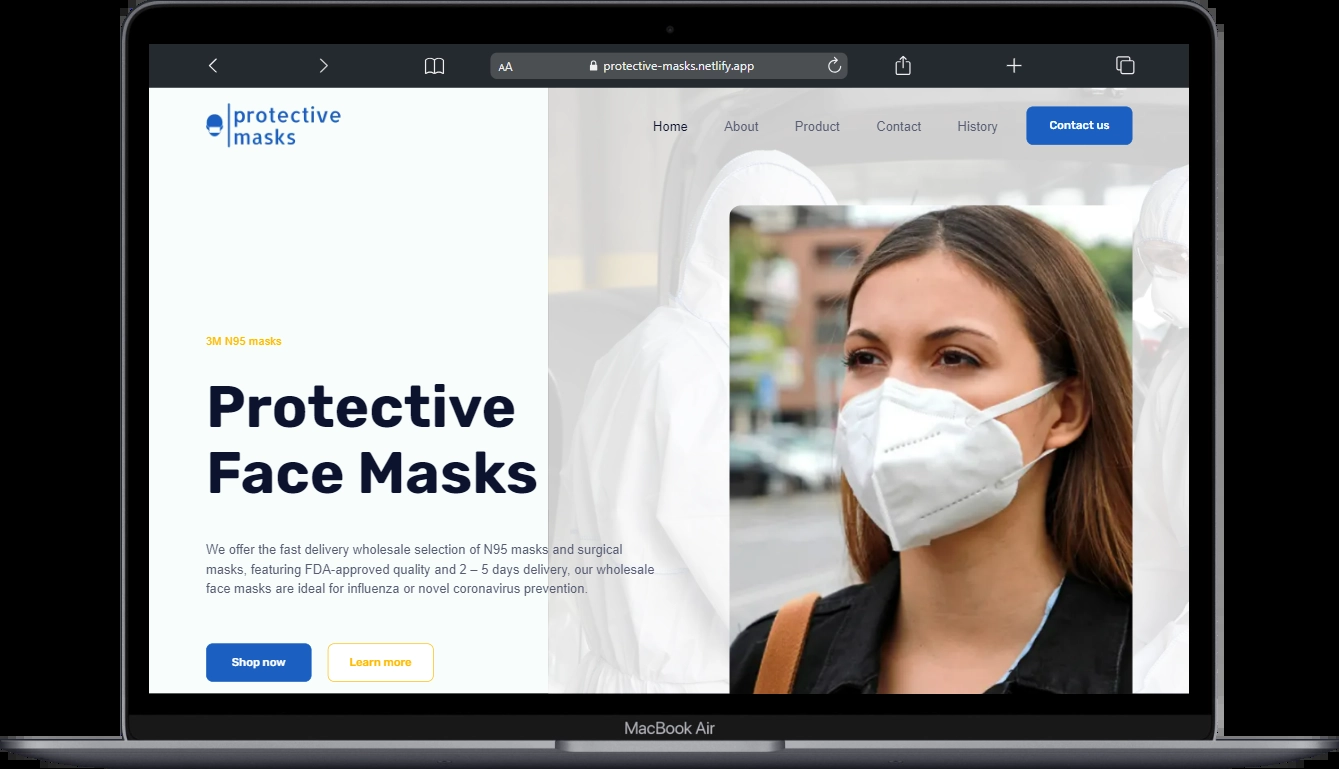 AA
protective-masks.netlify.app
protective
masks
Home About Product Contact History Contact us
3M N95 masks
Protective
Face Masks
We offer the fast delivery wholesale selection of N95 masks and surgical
masks, featuring FDA-approved quality and 2 – 5 days delivery, our wholesale
face masks are ideal for influenza or novel coronavirus prevention.
Shop now Learn more
MacBook Air